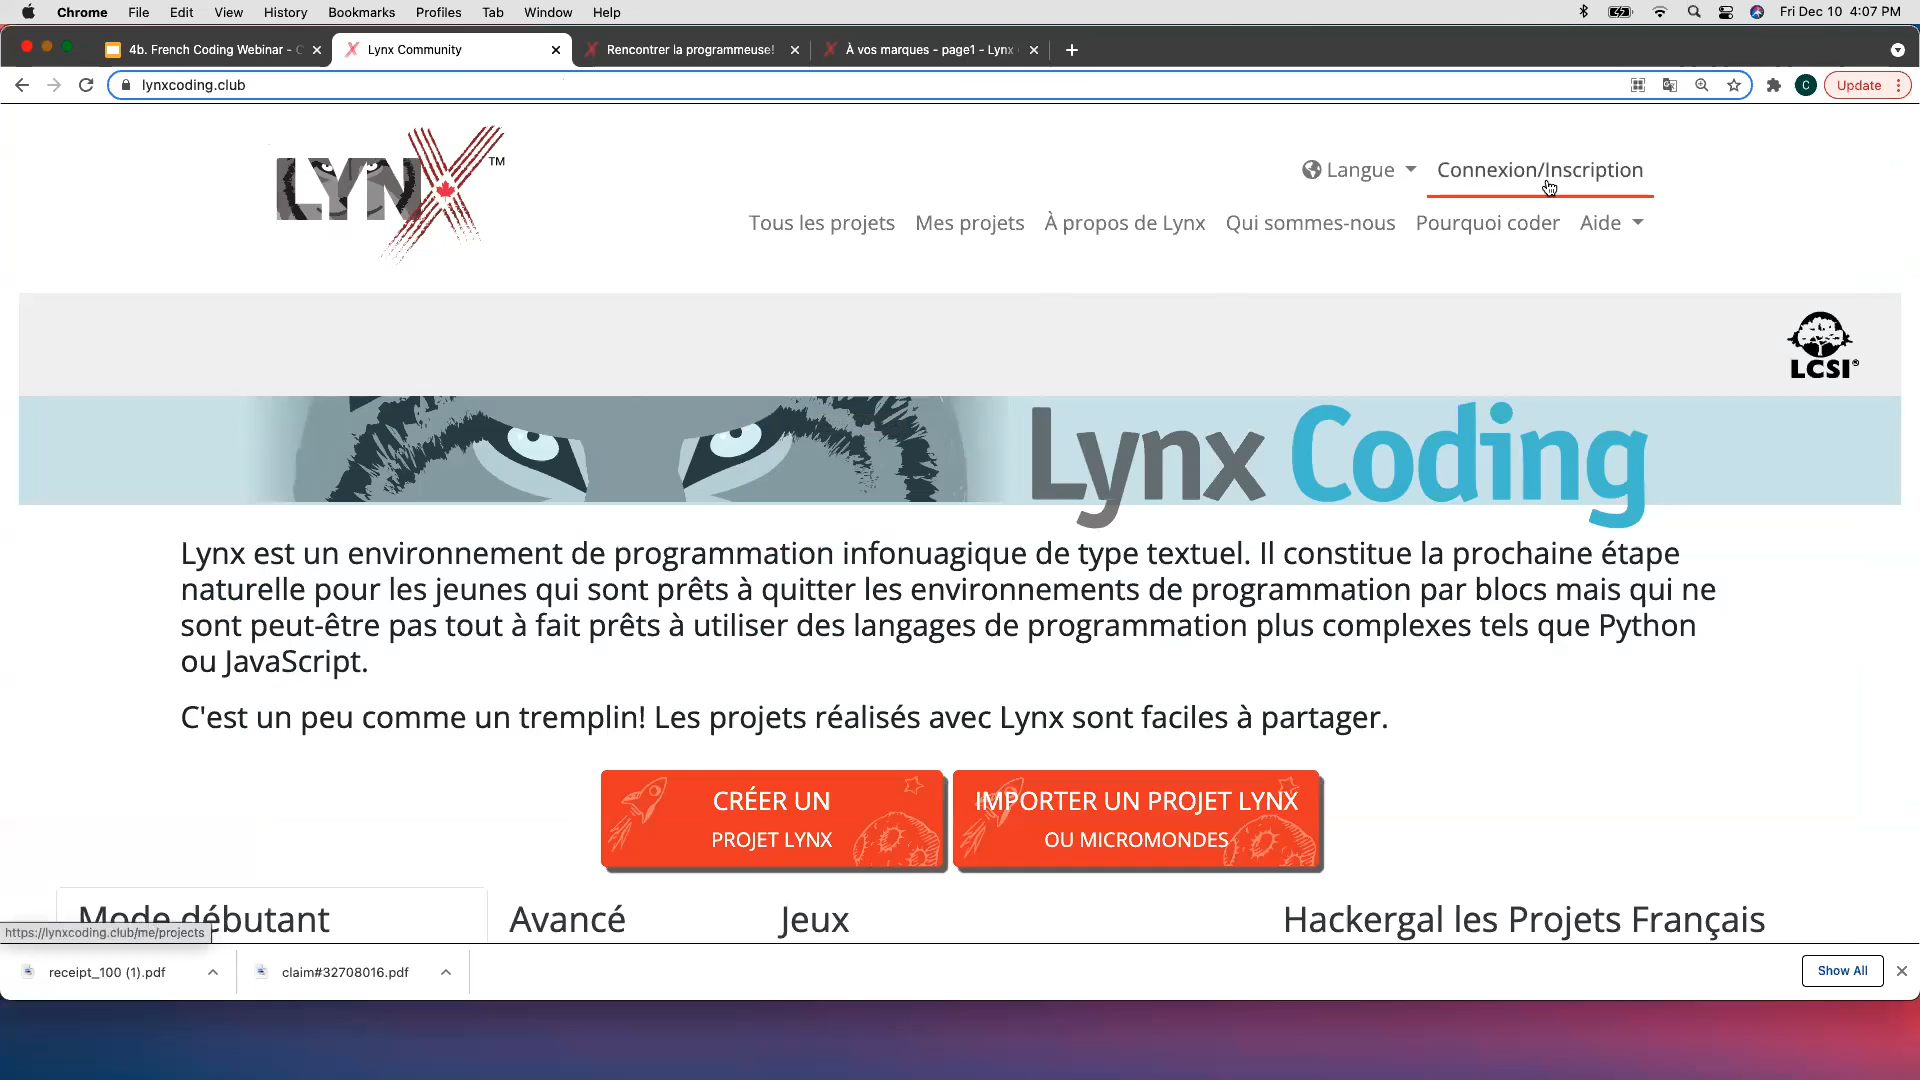 Chrome File Edit View History Bookmarks Profiles Tab Window Help Fri Dec 10 4:07 PM
4b. French Coding Webinar - Lynx Community Rencontrer la programmeuse! À vos marques - page1 - Lynx
lynxcoding.club C Update
LYNX TM
Langue Connexion/Inscription
Tous les projets Mes projets À propos de Lynx Qui sommes-nous Pourquoi coder Aide
LCSI®
Lynx Coding
Lynx est un environnement de programmation infonuagique de type textuel. Il constitue la prochaine étape
naturelle pour les jeunes qui sont prêts à quitter les environnements de programmation par blocs mais qui ne
sont peut-être pas tout à fait prêts à utiliser des langages de programmation plus complexes tels que Python
ou JavaScript.
C'est un peu comme un tremplin! Les projets réalisés avec Lynx sont faciles à partager.
CRÉER UN
PROJET LYNX
IMPORTER UN PROJET LYNX
OU MICROMONDES
Mode débutant Avancé Jeux Hackergal les Projets Français
https://lynxcoding.club/me/projects
receipt_100 (1).pdf claim#32708016.pdf Show All